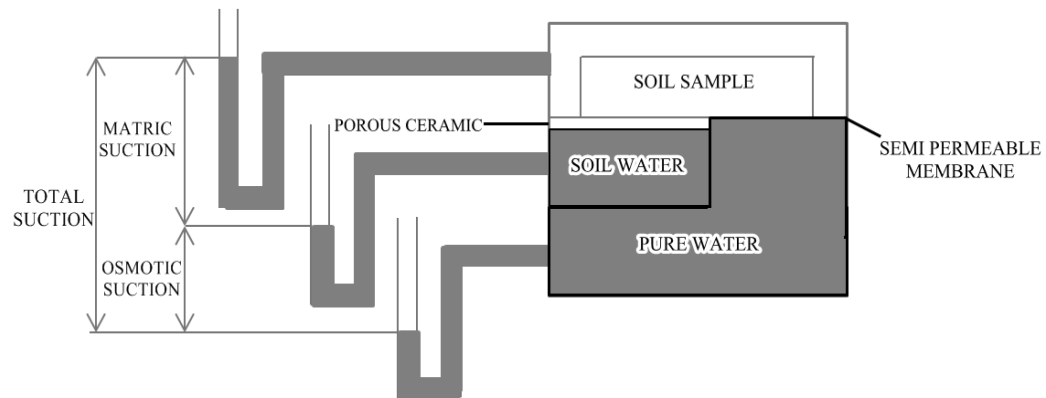 SOIL SAMPLE
POROUS CERAMIC
MATRIC
SUCTION
SEMI PERMEABLE
MEMBRANE
SOIL WATER
TOTAL
SUCTION
PURE WATER
OSMOTIC
SUCTION